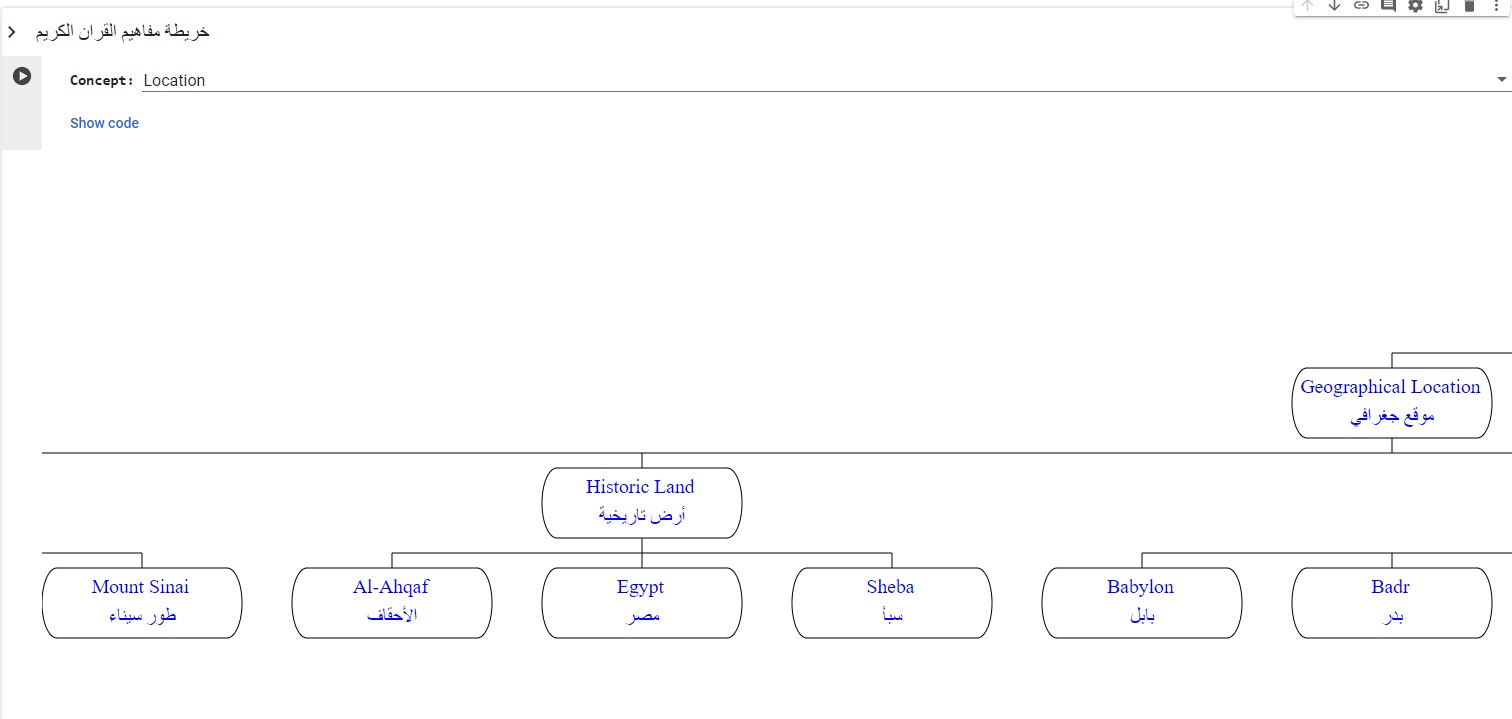 خريطة مفاهيم القران الكريم
Concept: Location
Show code
Geographical Location
موقع جغرافي
Historic Land
أرض تاريخية
Mount Sinai
طور سيناء
Al-Ahqaf
الأحقاف
Egypt
مصر
Sheba
سبأ
Babylon
بابل
Badr
بدر